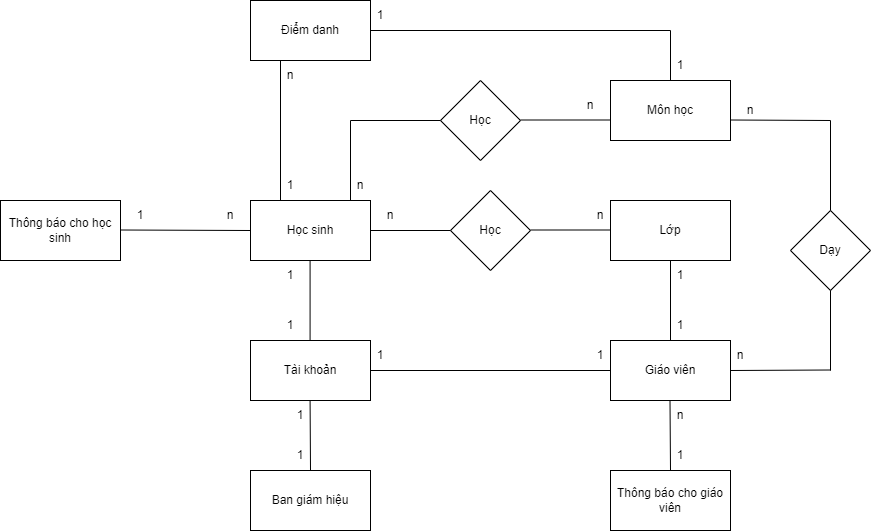 Điểm danh
1
n
1
Học
n
Môn học
n
1
n
Thông báo cho học
sinh
1
n
Học sinh
n
Học
n
Lớp
Dạy
1
1
1
1
Tài khoản
1
1
Giáo viên
n
1
n
1
1
Ban giám hiệu
Thông báo cho giáo
viên